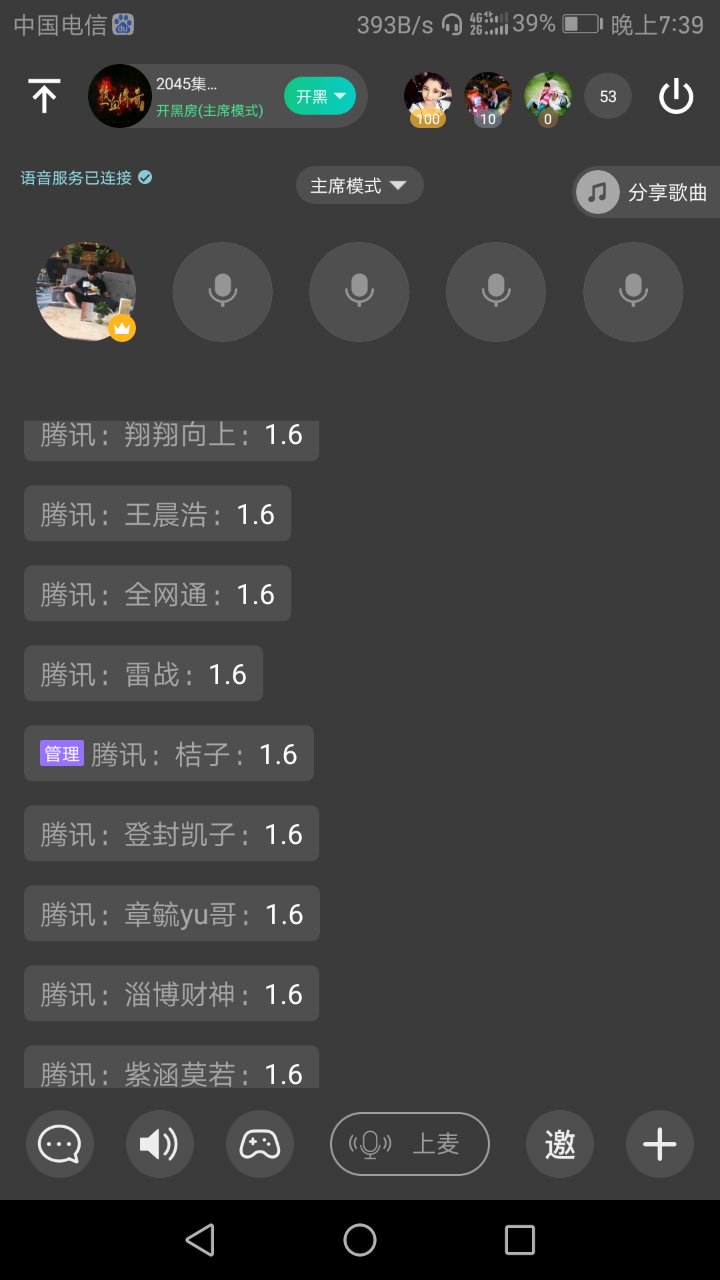 中国电信
393B/s
4G
2G
39%
晚上7:39
2045集...
开黑房(主席模式)
开黑
100
10
0
53
语音服务已连接
主席模式
分享歌曲
腾讯：翔翔向上：1.6
腾讯：王晨浩：1.6
腾讯：全网通：1.6
腾讯：雷战：1.6
管理 腾讯：桔子：1.6
腾讯：登封凯子：1.6
腾讯：章毓yu哥：1.6
腾讯：淄博财神：1.6
腾讯：紫涵莫若：1.6
上麦
邀